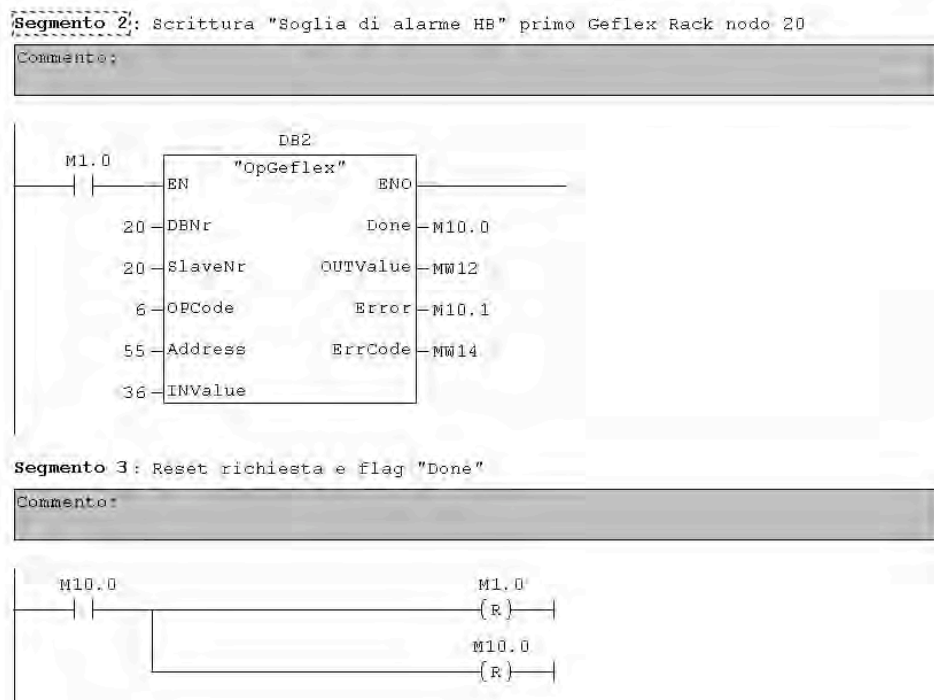 Segmento 2: Scrittura "Soglia di alarme HB" primo Geflex Rack nodo 20
Commento:
DB2
M1.0
"OpGeflex"
EN ENO
20 DBNr Done M10.0
20 SlaveNr OUTValue MW12
6 OPCode Error M10.1
55 Address ErrCode MW14
36 INValue
Segmento 3: Reset richiesta e flag "Done"
Commento:
M10.0 M1.0
R
M10.0
R